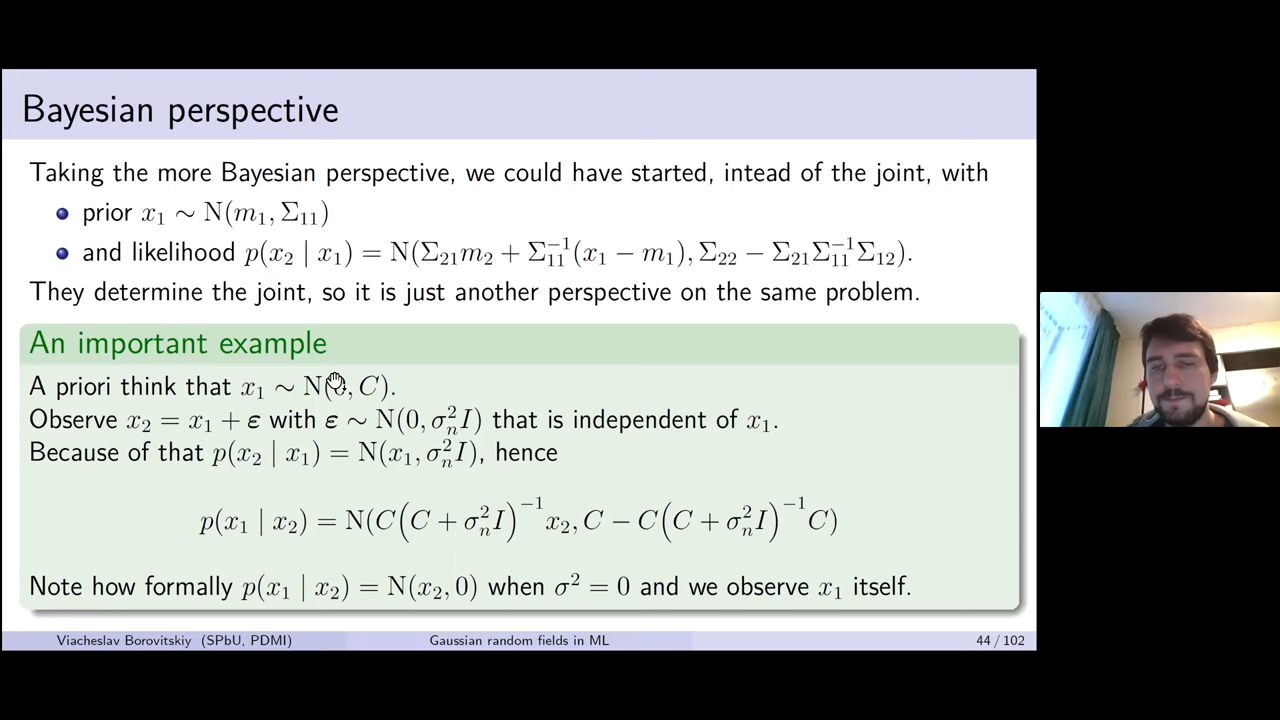 Bayesian perspective
Taking the more Bayesian perspective, we could have started, intead of the joint, with
prior x₁ ∼ N(m₁, Σ₁₁)
and likelihood p(x₂ | x₁) = N(Σ₂₁m₂ + Σ₁₁⁻¹(x₁ − m₁), Σ₂₂ − Σ₂₁Σ₁₁⁻¹Σ₁₂).
They determine the joint, so it is just another perspective on the same problem.
An important example
A priori think that x₁ ∼ N(0, C).
Observe x₂ = x₁ + ε with ε ∼ N(0, σₙ²I) that is independent of x₁.
Because of that p(x₂ | x₁) = N(x₁, σₙ²I), hence
p(x₁ | x₂) = N(C(C + σₙ²I)⁻¹x₂, C − C(C + σₙ²I)⁻¹C)
Note how formally p(x₁ | x₂) = N(x₂, 0) when σ² = 0 and we observe x₁ itself.
Viacheslav Borovitskiy (SPbU, PDMI) Gaussian random fields in ML 44 / 102